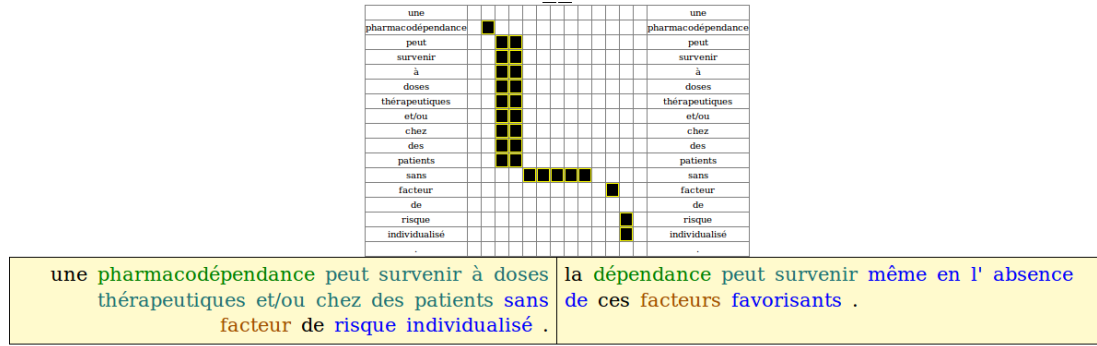 une une
pharmacodépendance pharmacodépendance
peut peut
survenir survenir
à à
doses doses
thérapeutiques thérapeutiques
et/ou et/ou
chez chez
des des
patients patients
sans sans
facteur facteur
de de
risque risque
individualisé individualisé
. .
une pharmacodépendance peut survenir à doses
thérapeutiques et/ou chez des patients sans
facteur de risque individualisé .
la dépendance peut survenir même en l' absence
de ces facteurs favorisants .